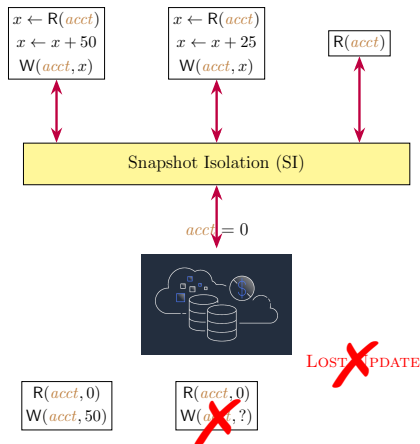 x ← R(acct)
x ← x + 50
W(acct, x)
x ← R(acct)
x ← x + 25
W(acct, x)
R(acct)
Snapshot Isolation (SI)
acct = 0
$
LOST UPDATE
R(acct, 0)
W(acct, 50)
R(acct, 0)
W(acct, ?)